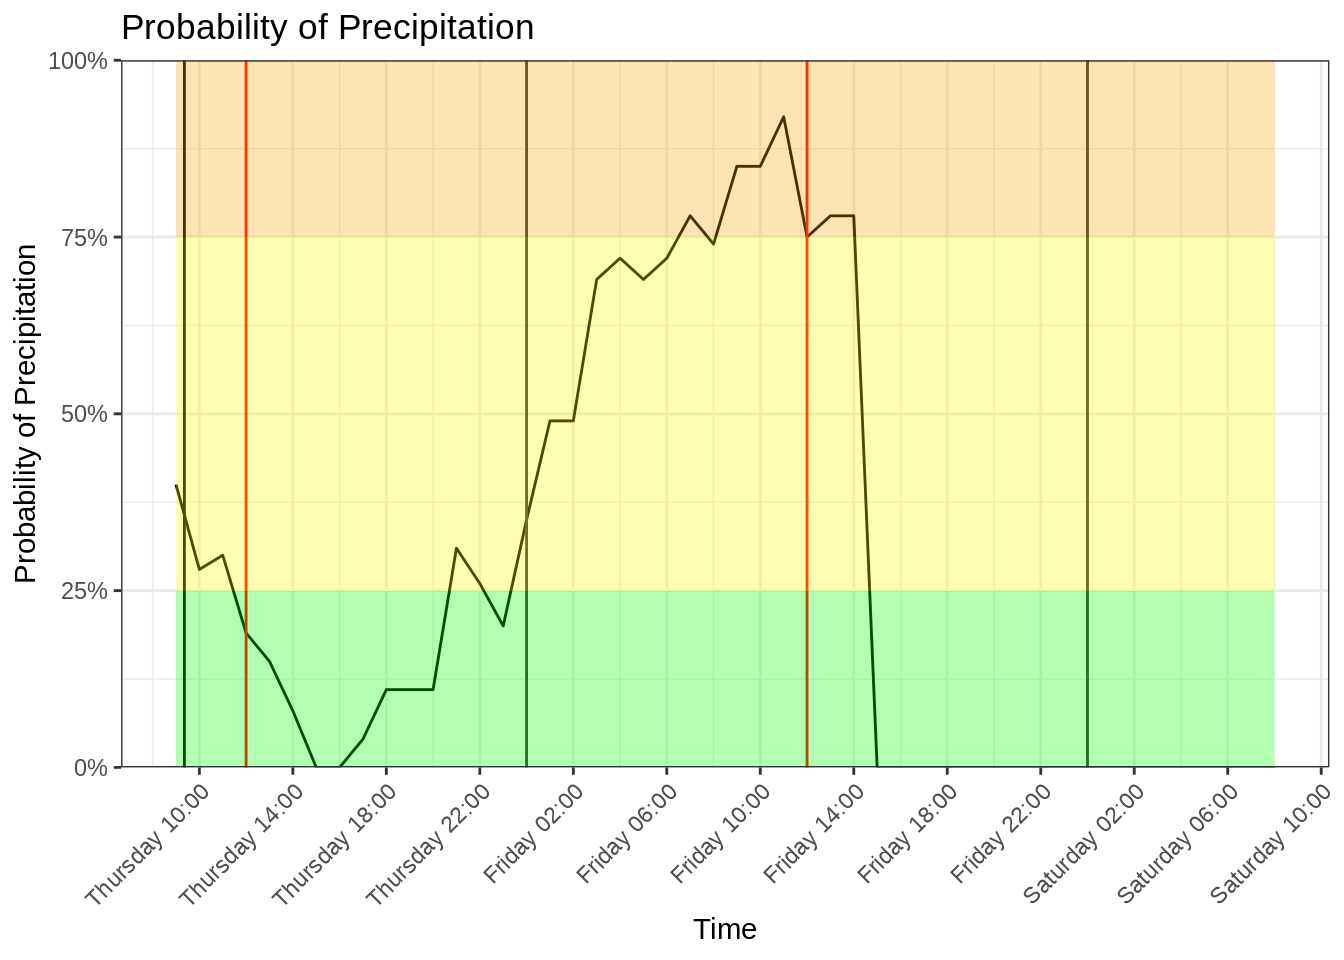 Probability of Precipitation
100%
75%
50%
25%
0%
Probability of Precipitation
Thursday 10:00
Thursday 14:00
Thursday 18:00
Thursday 22:00
Friday 02:00
Friday 06:00
Friday 10:00
Friday 14:00
Friday 18:00
Friday 22:00
Saturday 02:00
Saturday 06:00
Saturday 10:00
Time